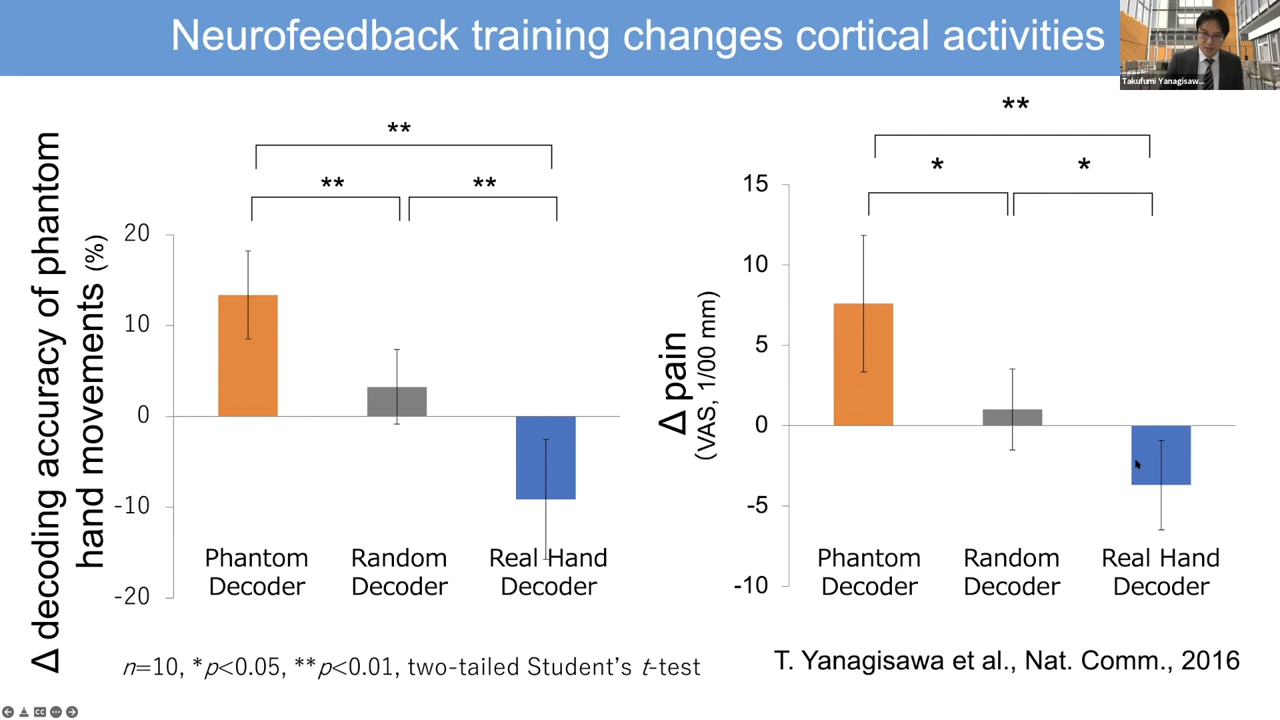 Neurofeedback training changes cortical activities
Takufumi Yanagisaw...
Δ decoding accuracy of phantom
hand movements (%)
**
**
**
20
10
0
-10
-20
Phantom
Decoder
Random
Decoder
Real Hand
Decoder
Δ pain
(VAS, 1/00 mm)
**
*
*
15
10
5
0
-5
-10
Phantom
Decoder
Random
Decoder
Real Hand
Decoder
n=10, *p<0.05, **p<0.01, two-tailed Student's t-test
T. Yanagisawa et al., Nat. Comm., 2016
CC